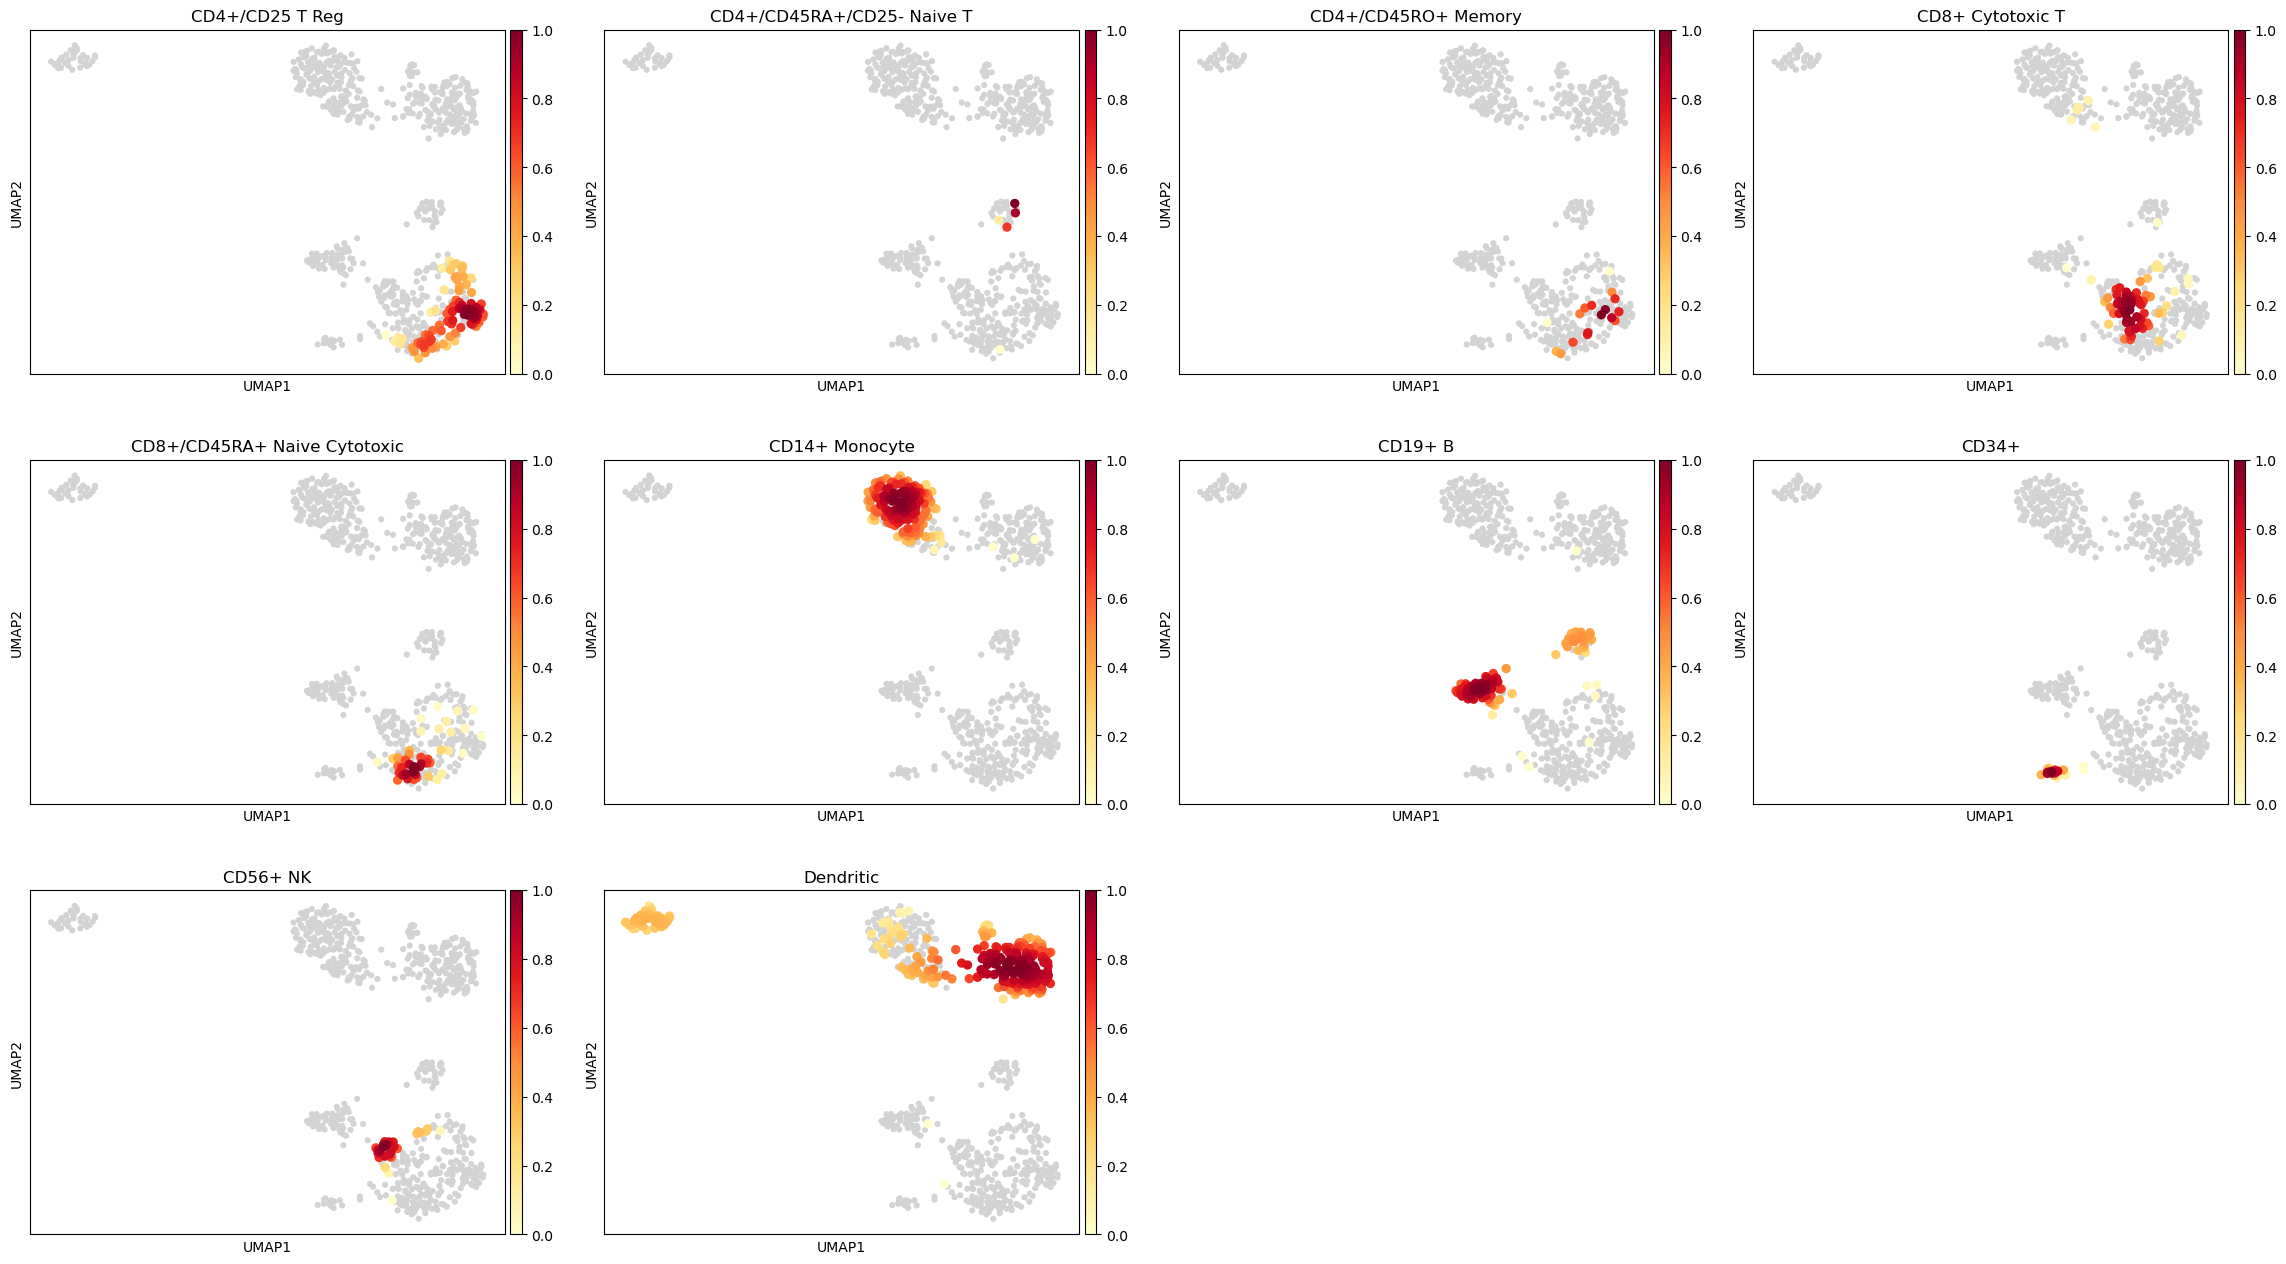 CD4+/CD25 T Reg
1.0
0.8
0.6
0.4
0.2
0.0
UMAP2
UMAP1
CD4+/CD45RA+/CD25- Naive T
1.0
0.8
0.6
0.4
0.2
0.0
UMAP2
UMAP1
CD4+/CD45RO+ Memory
1.0
0.8
0.6
0.4
0.2
0.0
UMAP2
UMAP1
CD8+ Cytotoxic T
1.0
0.8
0.6
0.4
0.2
0.0
UMAP2
UMAP1
CD8+/CD45RA+ Naive Cytotoxic
1.0
0.8
0.6
0.4
0.2
0.0
UMAP2
UMAP1
CD14+ Monocyte
1.0
0.8
0.6
0.4
0.2
0.0
UMAP2
UMAP1
CD19+ B
1.0
0.8
0.6
0.4
0.2
0.0
UMAP2
UMAP1
CD34+
1.0
0.8
0.6
0.4
0.2
0.0
UMAP2
UMAP1
CD56+ NK
1.0
0.8
0.6
0.4
0.2
0.0
UMAP2
UMAP1
Dendritic
1.0
0.8
0.6
0.4
0.2
0.0
UMAP2
UMAP1